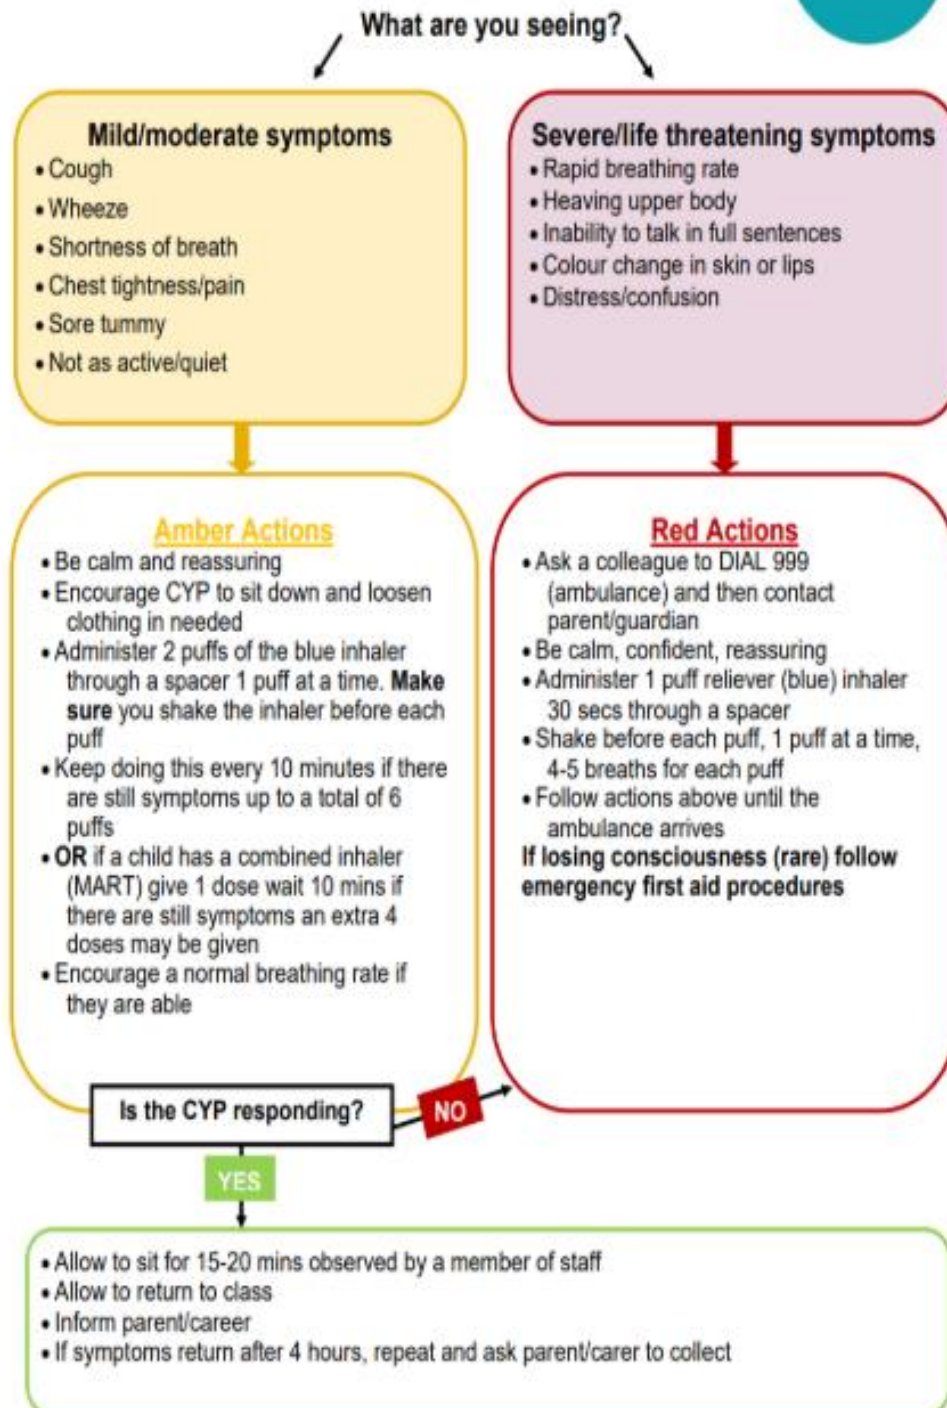 What are you seeing?
Mild/moderate symptoms
• Cough
• Wheeze
• Shortness of breath
• Chest tightness/pain
• Sore tummy
• Not as active/quiet
Severe/life threatening symptoms
• Rapid breathing rate
• Heaving upper body
• Inability to talk in full sentences
• Colour change in skin or lips
• Distress/confusion
Amber Actions
• Be calm and reassuring
• Encourage CYP to sit down and loosen
clothing in needed
• Administer 2 puffs of the blue inhaler
through a spacer 1 puff at a time. Make
sure you shake the inhaler before each
puff
• Keep doing this every 10 minutes if there
are still symptoms up to a total of 6
puffs
• OR if a child has a combined inhaler
(MART) give 1 dose wait 10 mins if
there are still symptoms an extra 4
doses may be given
• Encourage a normal breathing rate if
they are able
Red Actions
• Ask a colleague to DIAL 999
(ambulance) and then contact
parent/guardian
• Be calm, confident, reassuring
• Administer 1 puff reliever (blue) inhaler
30 secs through a spacer
• Shake before each puff, 1 puff at a time,
4-5 breaths for each puff
• Follow actions above until the
ambulance arrives
If losing consciousness (rare) follow
emergency first aid procedures
Is the CYP responding?
NO
YES
• Allow to sit for 15-20 mins observed by a member of staff
• Allow to return to class
• Inform parent/career
• If symptoms return after 4 hours, repeat and ask parent/carer to collect